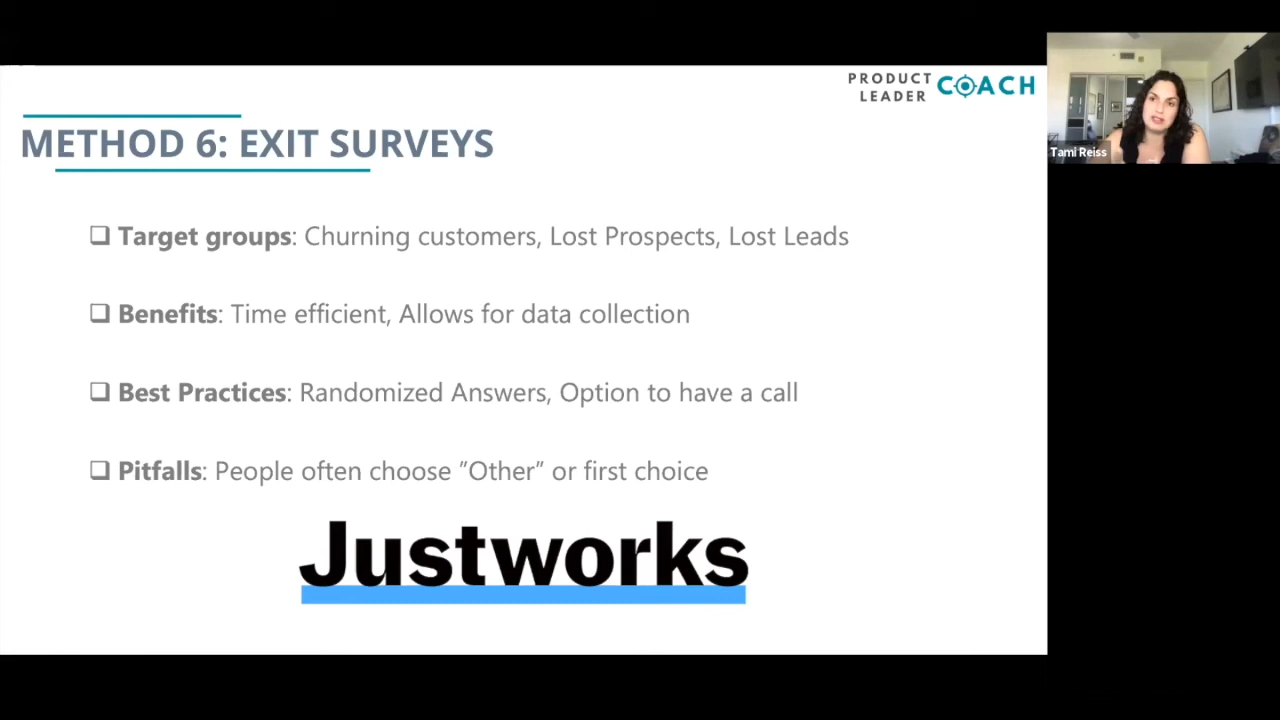 PRODUCT
LEADER
COACH
METHOD 6: EXIT SURVEYS
Target groups: Churning customers, Lost Prospects, Lost Leads
Benefits: Time efficient, Allows for data collection
Best Practices: Randomized Answers, Option to have a call
Pitfalls: People often choose ”Other” or first choice
Justworks
Tami Reiss